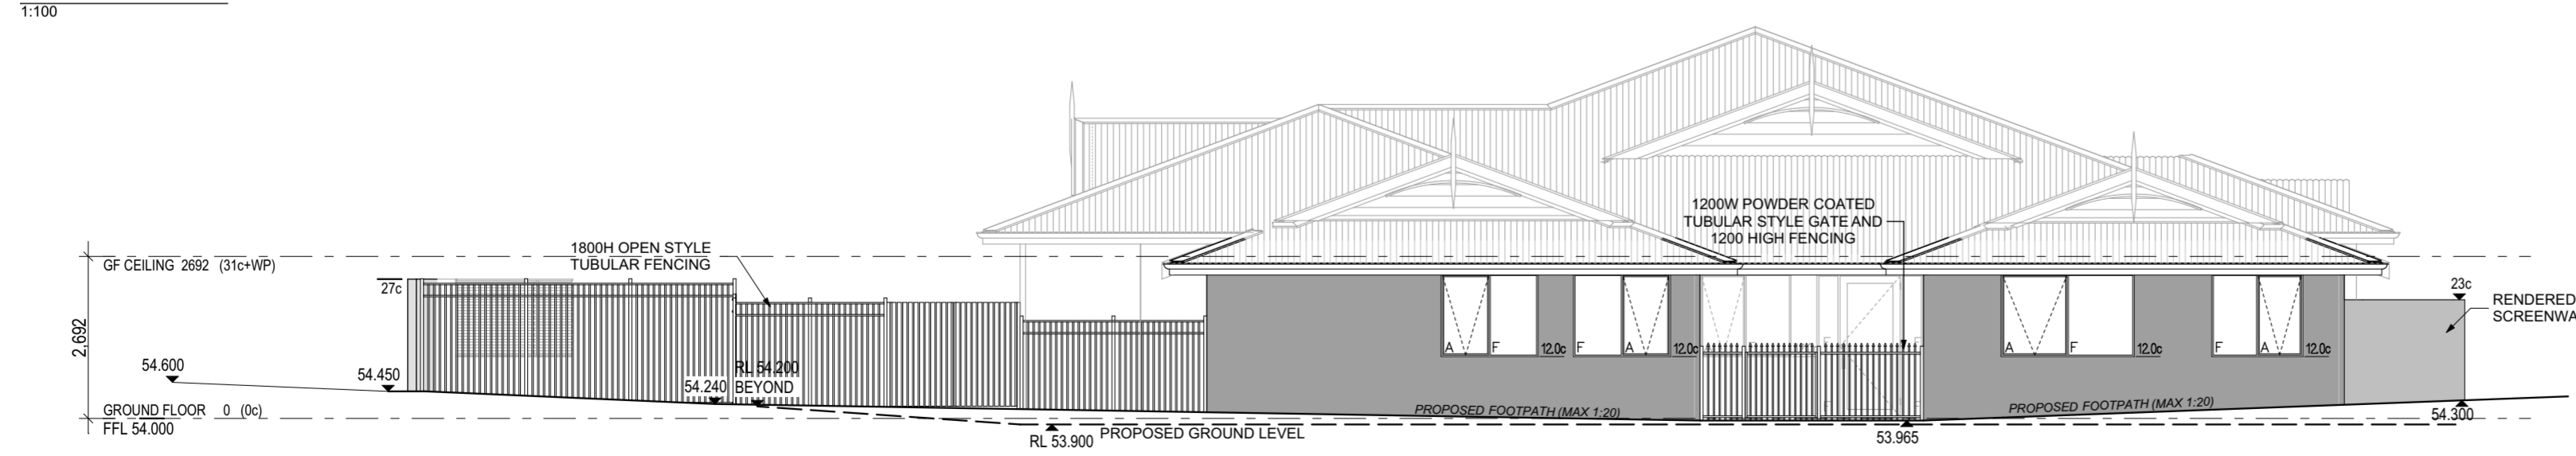 1:100
1200W POWDER COATED
TUBULAR STYLE GATE AND
1200 HIGH FENCING
1800H OPEN STYLE
TUBULAR FENCING
GF CEILING 2692 (31c+WP)
27c
23c
RENDERED
SCREENWA
2,692
A F 12.0c F A 12.0c A F 12.0c F A 12.0c
54.600
54.450
RL 54.200
54.240 BEYOND
GROUND FLOOR 0 (0c)
FFL 54.000
PROPOSED FOOTPATH (MAX 1:20)
PROPOSED FOOTPATH (MAX 1:20)
54.300
RL 53.900
PROPOSED GROUND LEVEL
53.965